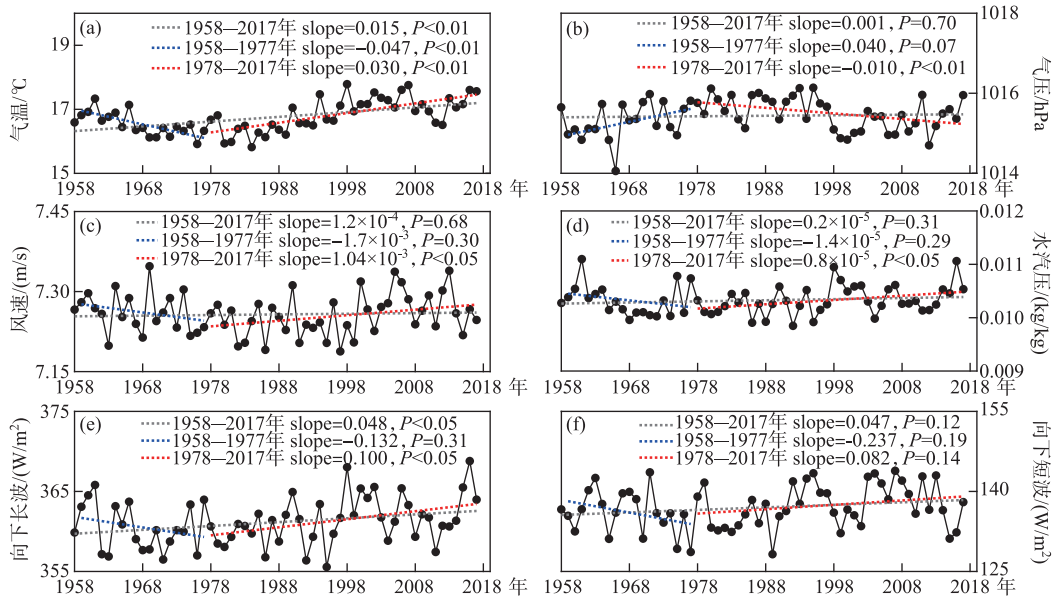 (a)
1958—2017年 slope=0.015, P<0.01
1958—1977年 slope=−0.047, P<0.01
1978—2017年 slope=0.030, P<0.01
19
17
15
气温/℃
1958 1968 1978 1988 1998 2008 2018 年
(b)
1958—2017年 slope=0.001, P=0.70
1958—1977年 slope=0.040, P=0.07
1978—2017年 slope=−0.010, P<0.01
1018
1016
1014
气压/hPa
1958 1968 1978 1988 1998 2008 2018 年
(c)
1958—2017年 slope=1.2×10⁻⁴, P=0.68
1958—1977年 slope=−1.7×10⁻³, P=0.30
1978—2017年 slope=1.04×10⁻³, P<0.05
7.45
7.30
7.15
风速/(m/s)
1958 1968 1978 1988 1998 2008 2018 年
(d)
1958—2017年 slope=0.2×10⁻⁵, P=0.31
1958—1977年 slope=−1.4×10⁻⁵, P=0.29
1978—2017年 slope=0.8×10⁻⁵, P<0.05
0.012
0.011
0.010
0.009
水汽压/(kg/kg)
1958 1968 1978 1988 1998 2008 2018 年
(e)
1958—2017年 slope=0.048, P<0.05
1958—1977年 slope=−0.132, P=0.31
1978—2017年 slope=0.100, P<0.05
375
365
355
向下长波/(W/m²)
1958 1968 1978 1988 1998 2008 2018 年
(f)
1958—2017年 slope=0.047, P=0.12
1958—1977年 slope=-0.237, P=0.19
1978—2017年 slope=0.082, P=0.14
155
140
125
向下短波/(W/m²)
1958 1968 1978 1988 1998 2008 2018 年